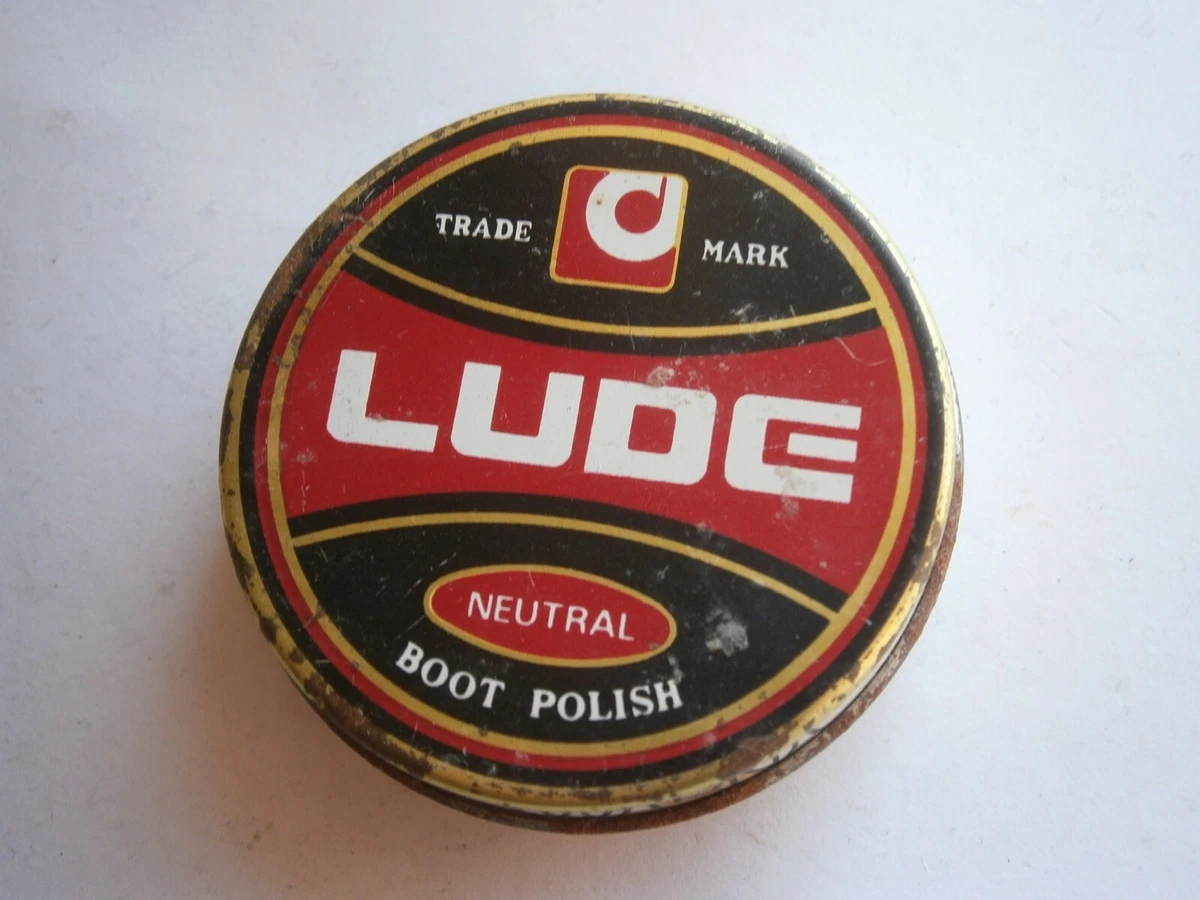 TRADE MARK
LUDE
NEUTRAL
BOOT POLISH